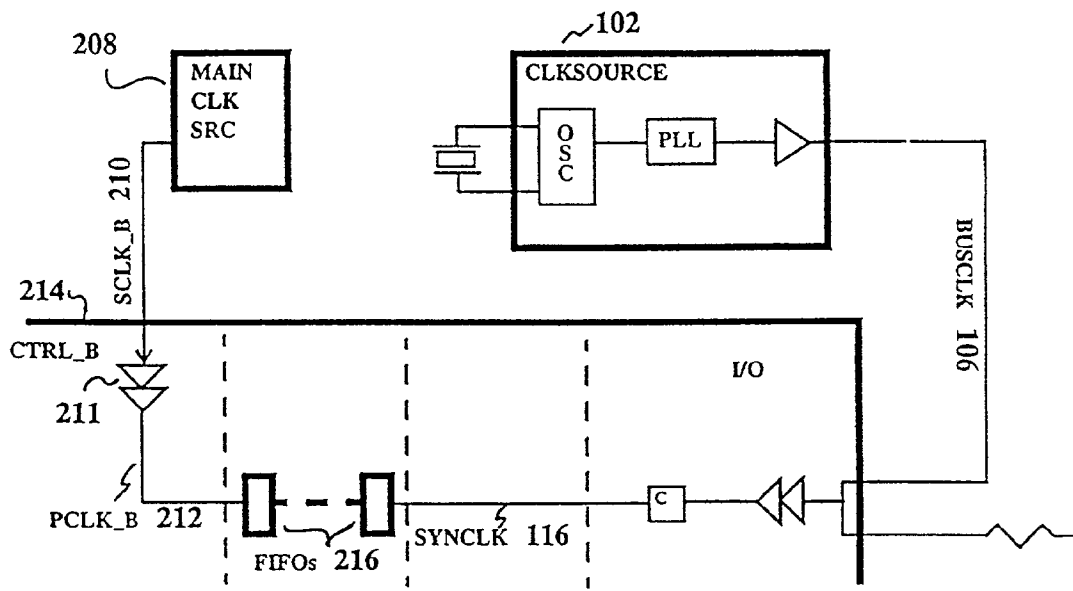 208
MAIN
CLK
SRC
102
CLKSOURCE
OSC
PLL
SCLK_B 210
BUSCLK 106
214
CTRL_B
I/O
211
C
PCLK_B 212
SYNCLK 116
FIFOs 216